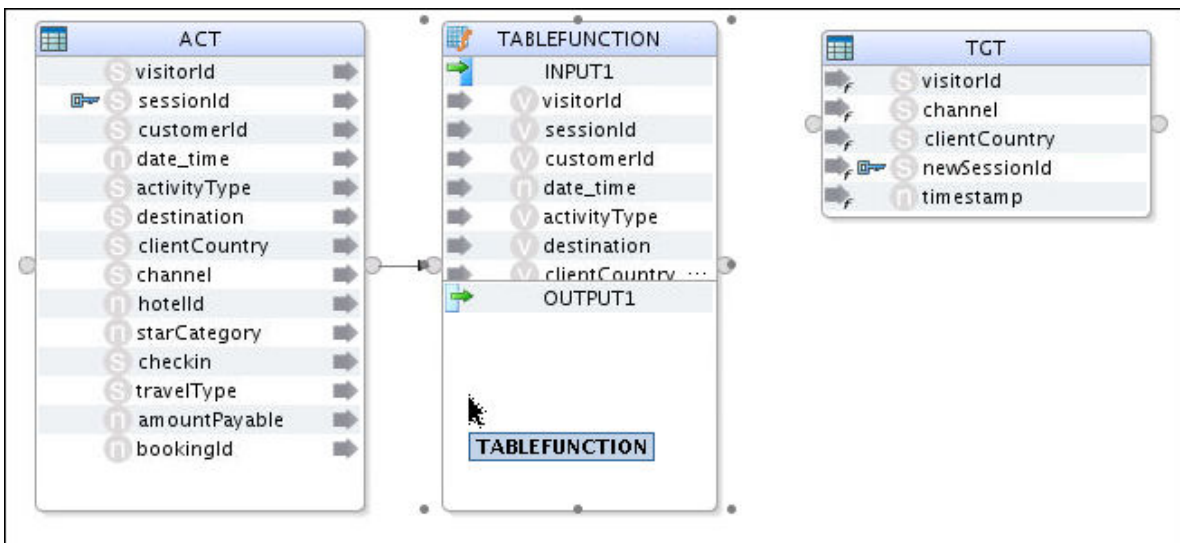 ACT
visitorId
sessionId
customerId
date_time
activityType
destination
clientCountry
channel
hotelId
starCategory
checkin
travelType
amountPayable
bookingId
TABLEFUNCTION
INPUT1
visitorId
sessionId
customerId
date_time
activityType
destination
clientCountry ...
OUTPUT1
TABLEFUNCTION
TGT
visitorId
channel
clientCountry
newSessionId
timestamp